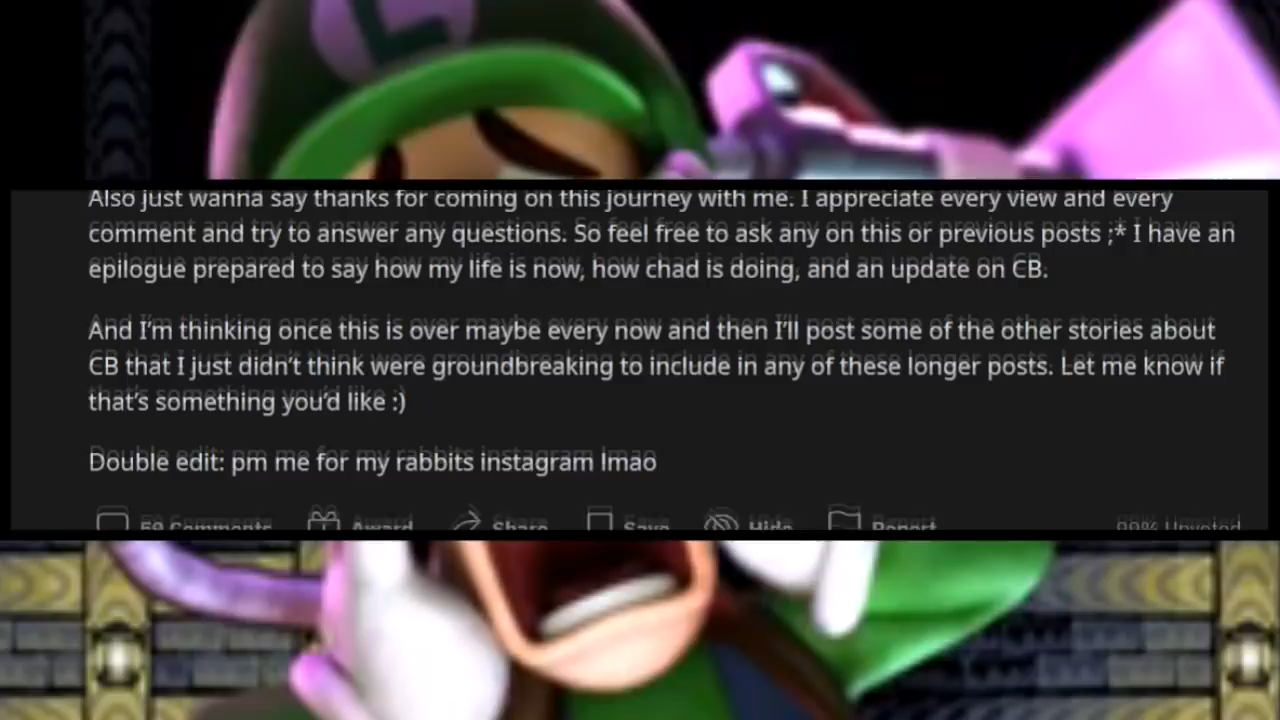 L
Also just wanna say thanks for coming on this journey with me. I appreciate every view and every
comment and try to answer any questions. So feel free to ask any on this or previous posts ;* I have an
epilogue prepared to say how my life is now, how chad is doing, and an update on CB.
And I’m thinking once this is over maybe every now and then I’ll post some of the other stories about
CB that I just didn’t think were groundbreaking to include in any of these longer posts. Let me know if
that’s something you’d like :)
Double edit: pm me for my rabbits instagram lmao
59 Comments Award Share Save Hide Report 99% Upvoted